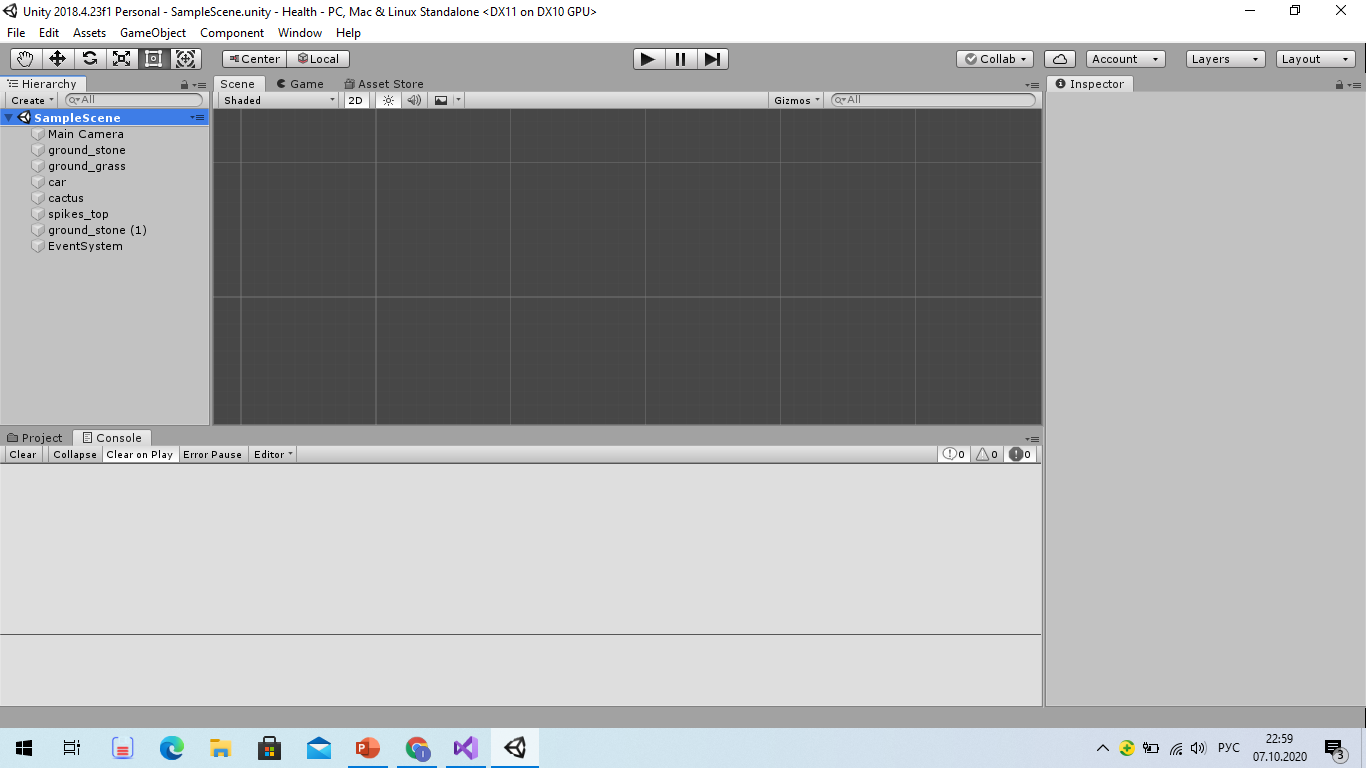 Unity 2018.4.23f1 Personal - SampleScene.unity - Health - PC, Mac & Linux Standalone <DX11 on DX10 GPU>
File Edit Assets GameObject Component Window Help
Center Local Collab Account Layers Layout
Hierarchy Scene Game Asset Store Inspector
Create All Shaded 2D Gizmos All
SampleScene
Main Camera
ground_stone
ground_grass
car
cactus
spikes_top
ground_stone (1)
EventSystem
Project Console
Clear Collapse Clear on Play Error Pause Editor 0 0 0
РУС 22:59
07.10.2020 3